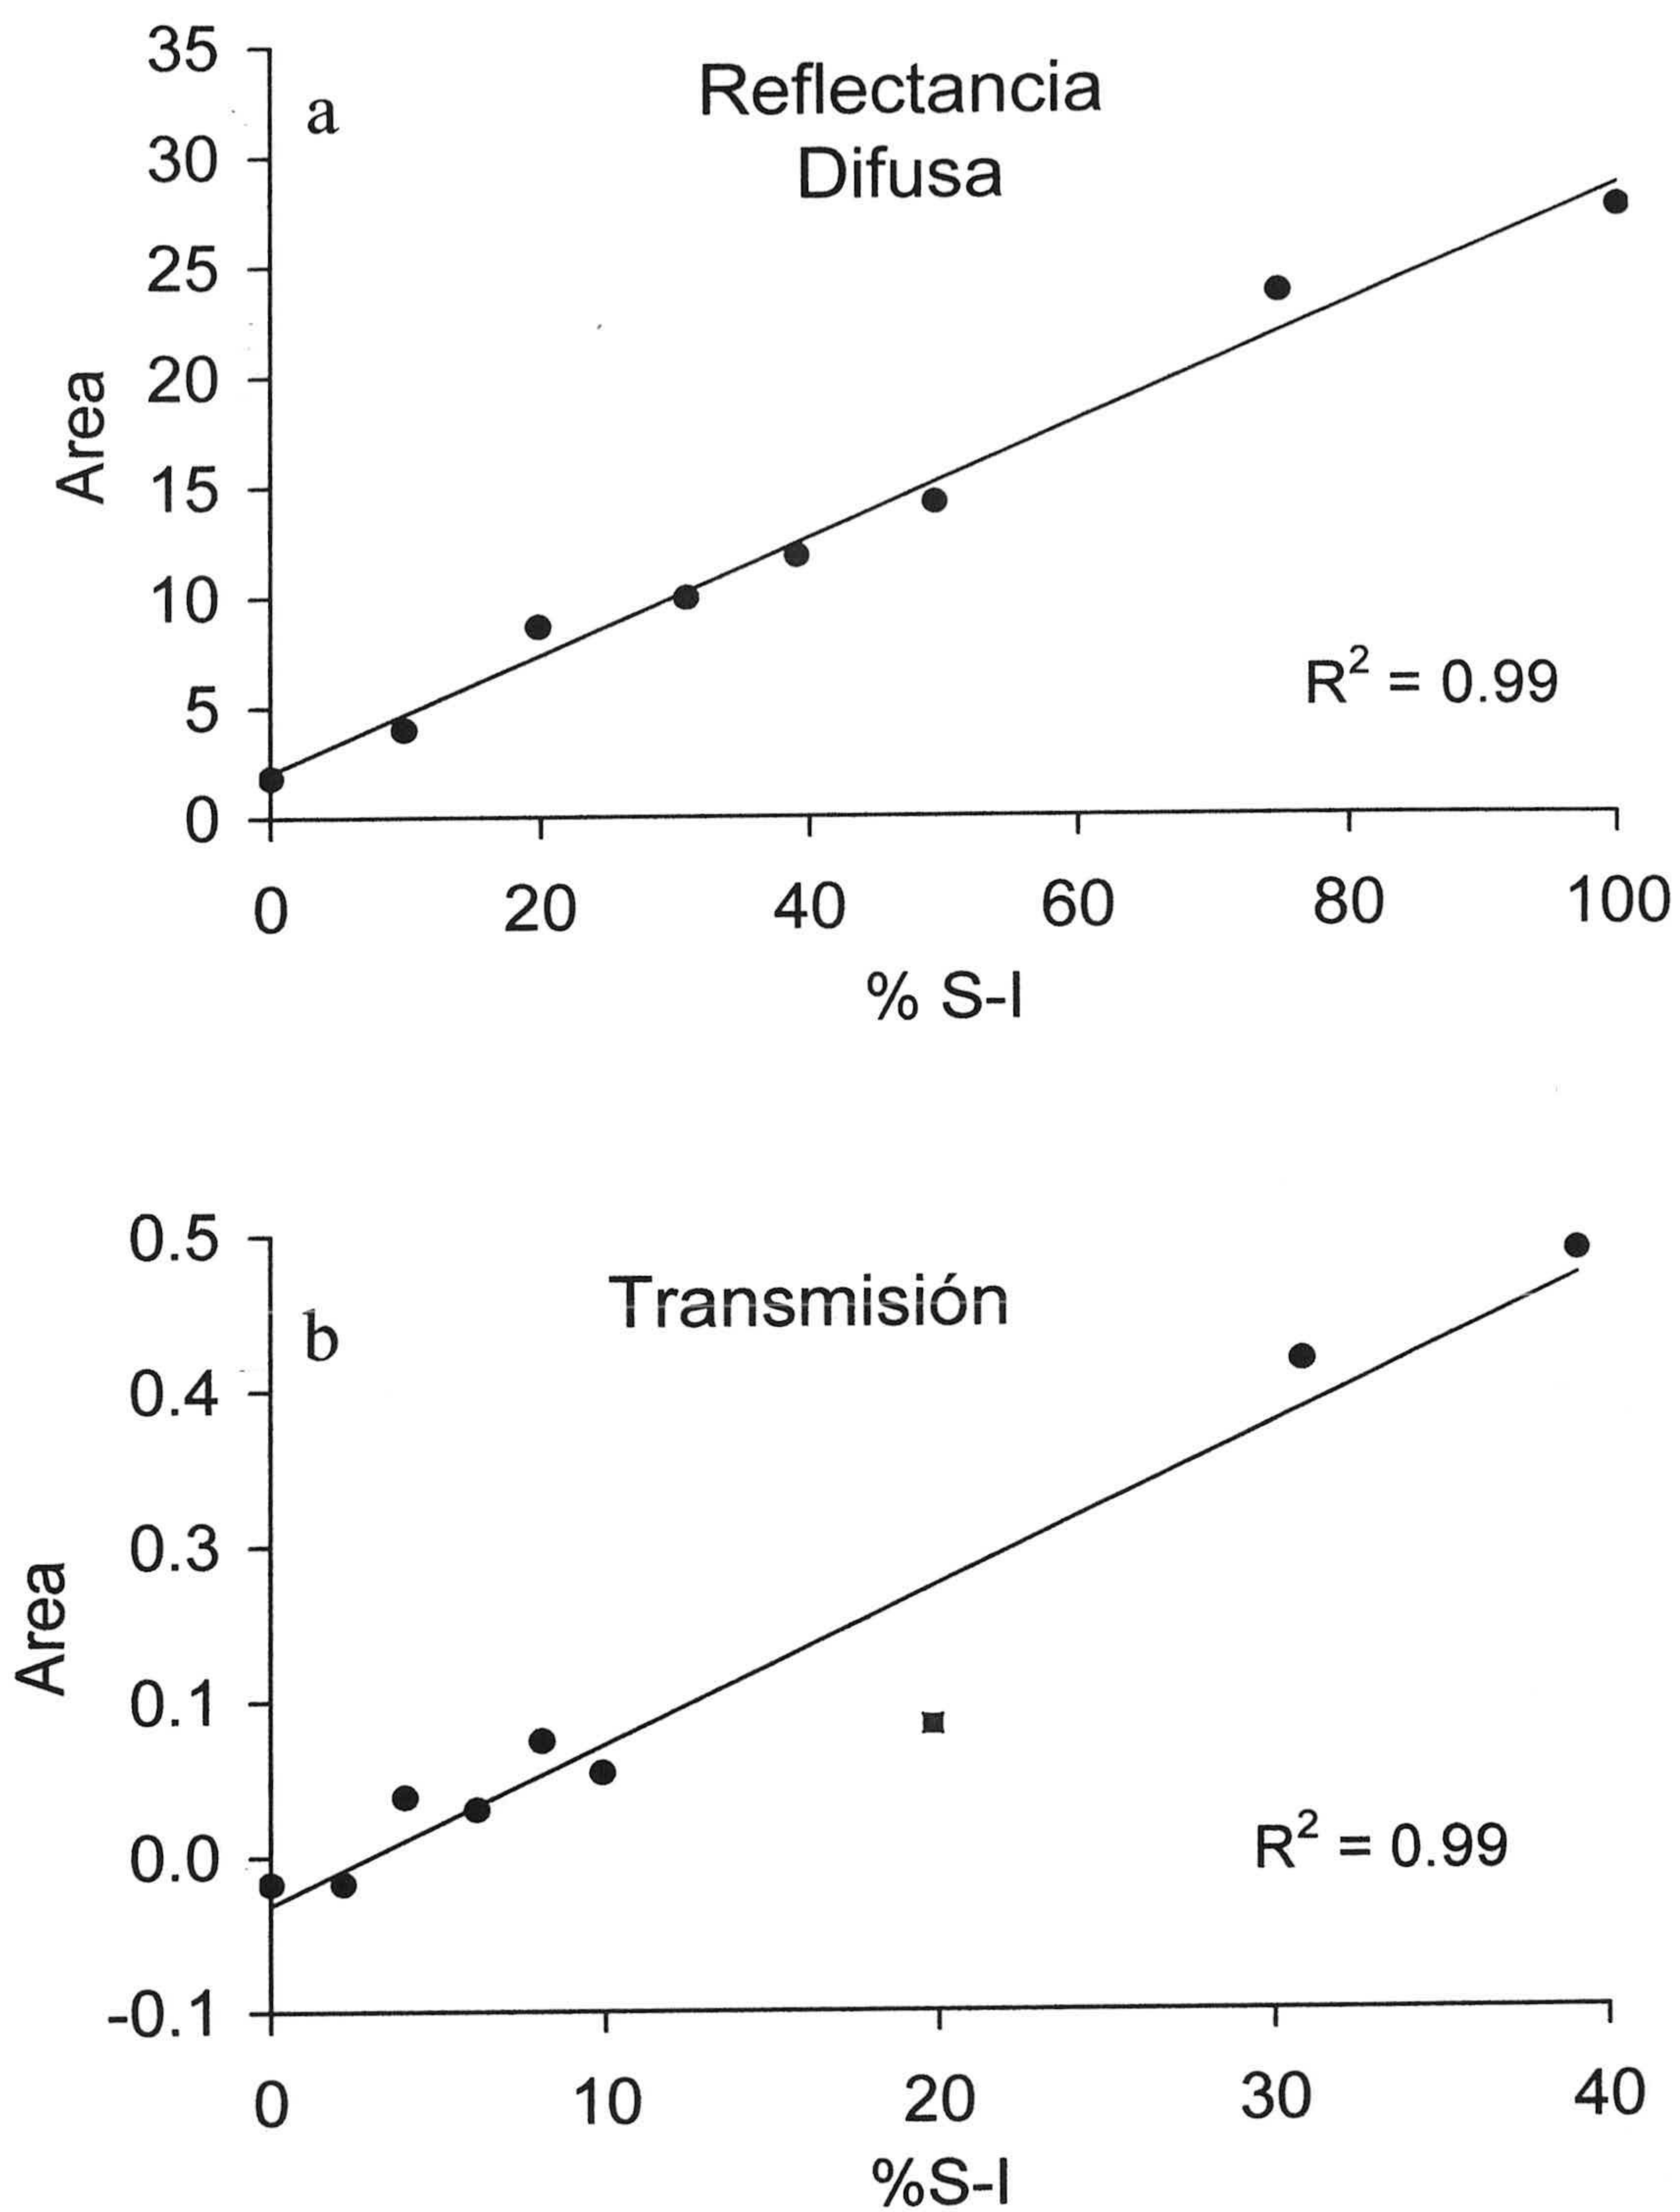 35
a
Reflectancia
Difusa
30
25
20
Area
15
10
R² = 0.99
5
0
0 20 40 60 80 100
% S-I
0.5
b
Transmisión
0.4
0.3
Area
0.1
R² = 0.99
0.0
-0.1
0 10 20 30 40
%S-I